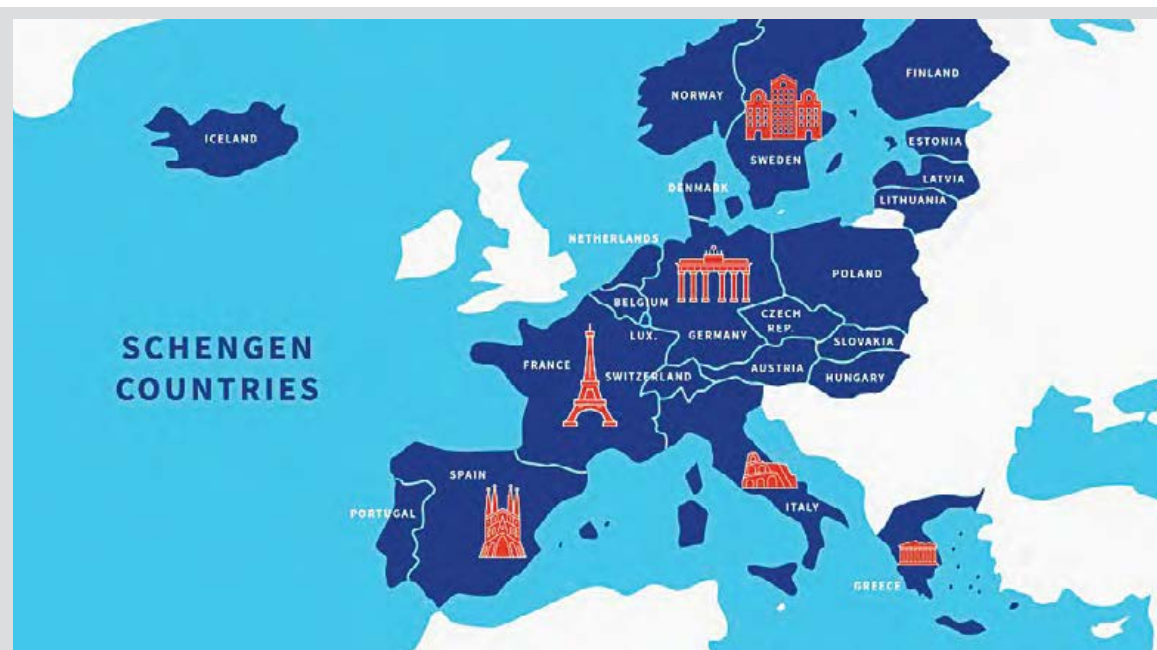 SCHENGEN
COUNTRIES
ICELAND
NORWAY
SWEDEN
FINLAND
ESTONIA
LATVIA
LITHUANIA
DENMARK
NETHERLANDS
BELGIUM
LUX.
GERMANY
POLAND
CZECH
REP.
SLOVAKIA
AUSTRIA
HUNGARY
FRANCE
SWITZERLAND
SPAIN
PORTUGAL
ITALY
GREECE